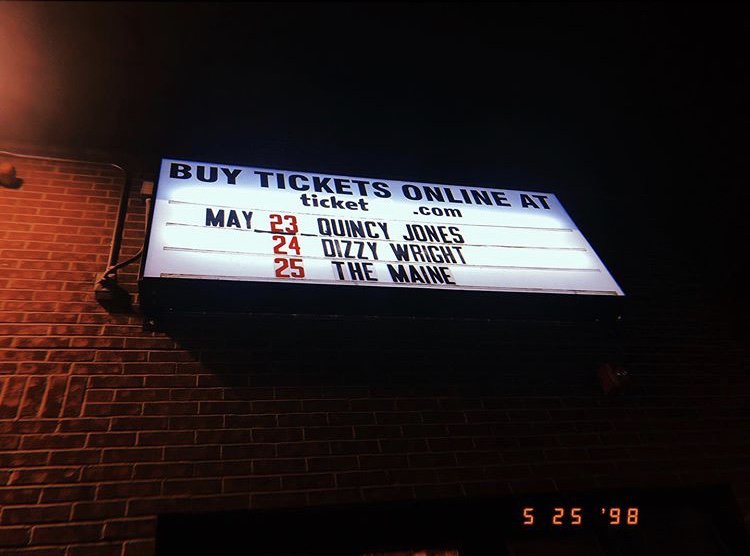 BUY TICKETS ONLINE AT
ticket .com
MAY 23 QUINCY JONES
24 DIZZY WRIGHT
25 THE MAINE
5 25 '98